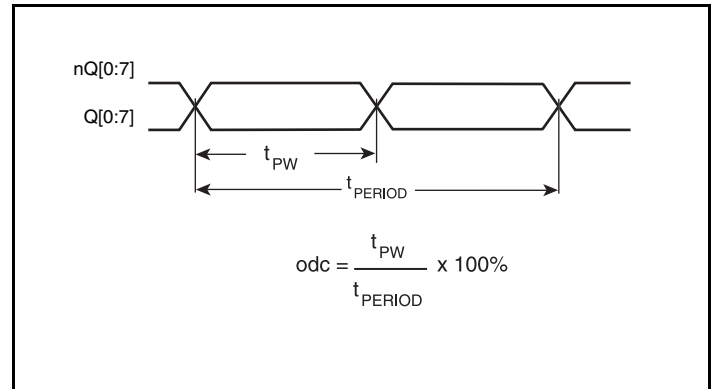 nQ[0:7]
Q[0:7]
tPW
tPERIOD
odc = tPW / tPERIOD x 100%